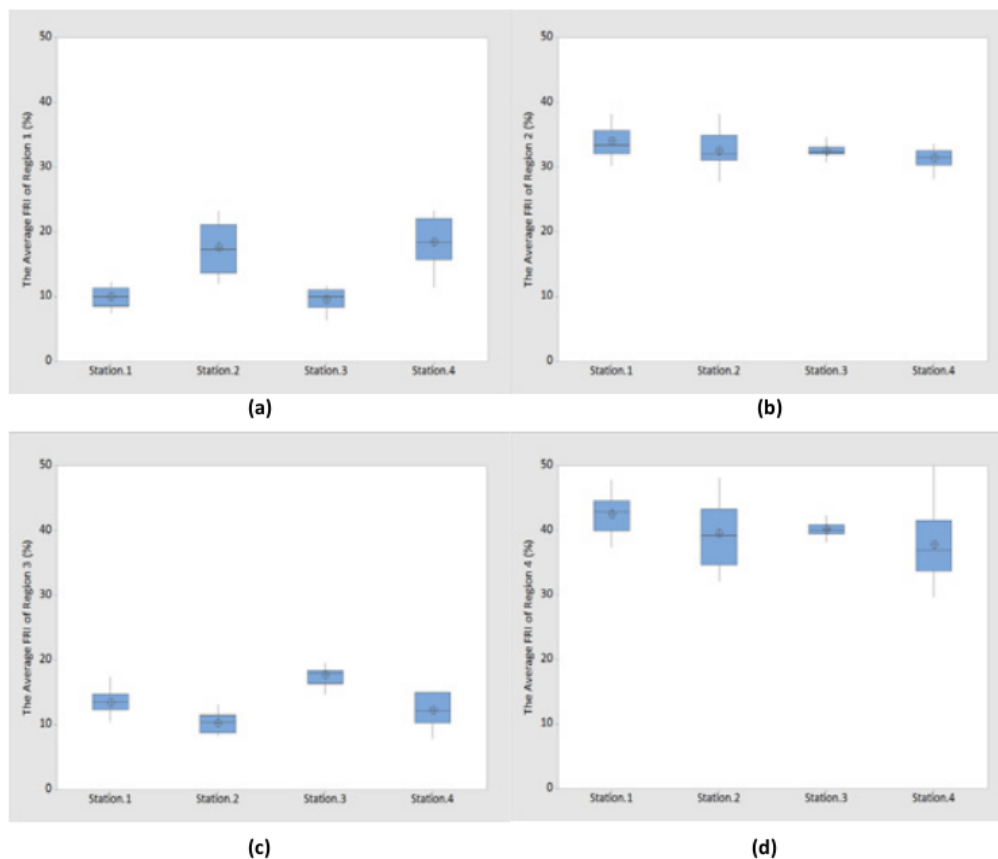 The Average FRI of Region 1 (%)
50
40
30
20
10
0
Station.1 Station.2 Station.3 Station.4
(a)
The Average FRI of Region 2 (%)
50
40
30
20
10
0
Station.1 Station.2 Station.3 Station.4
(b)
The Average FRI of Region 3 (%)
50
40
30
20
10
0
Station.1 Station.2 Station.3 Station.4
(c)
The Average FRI of Region 4 (%)
50
40
30
20
10
0
Station.1 Station.2 Station.3 Station.4
(d)